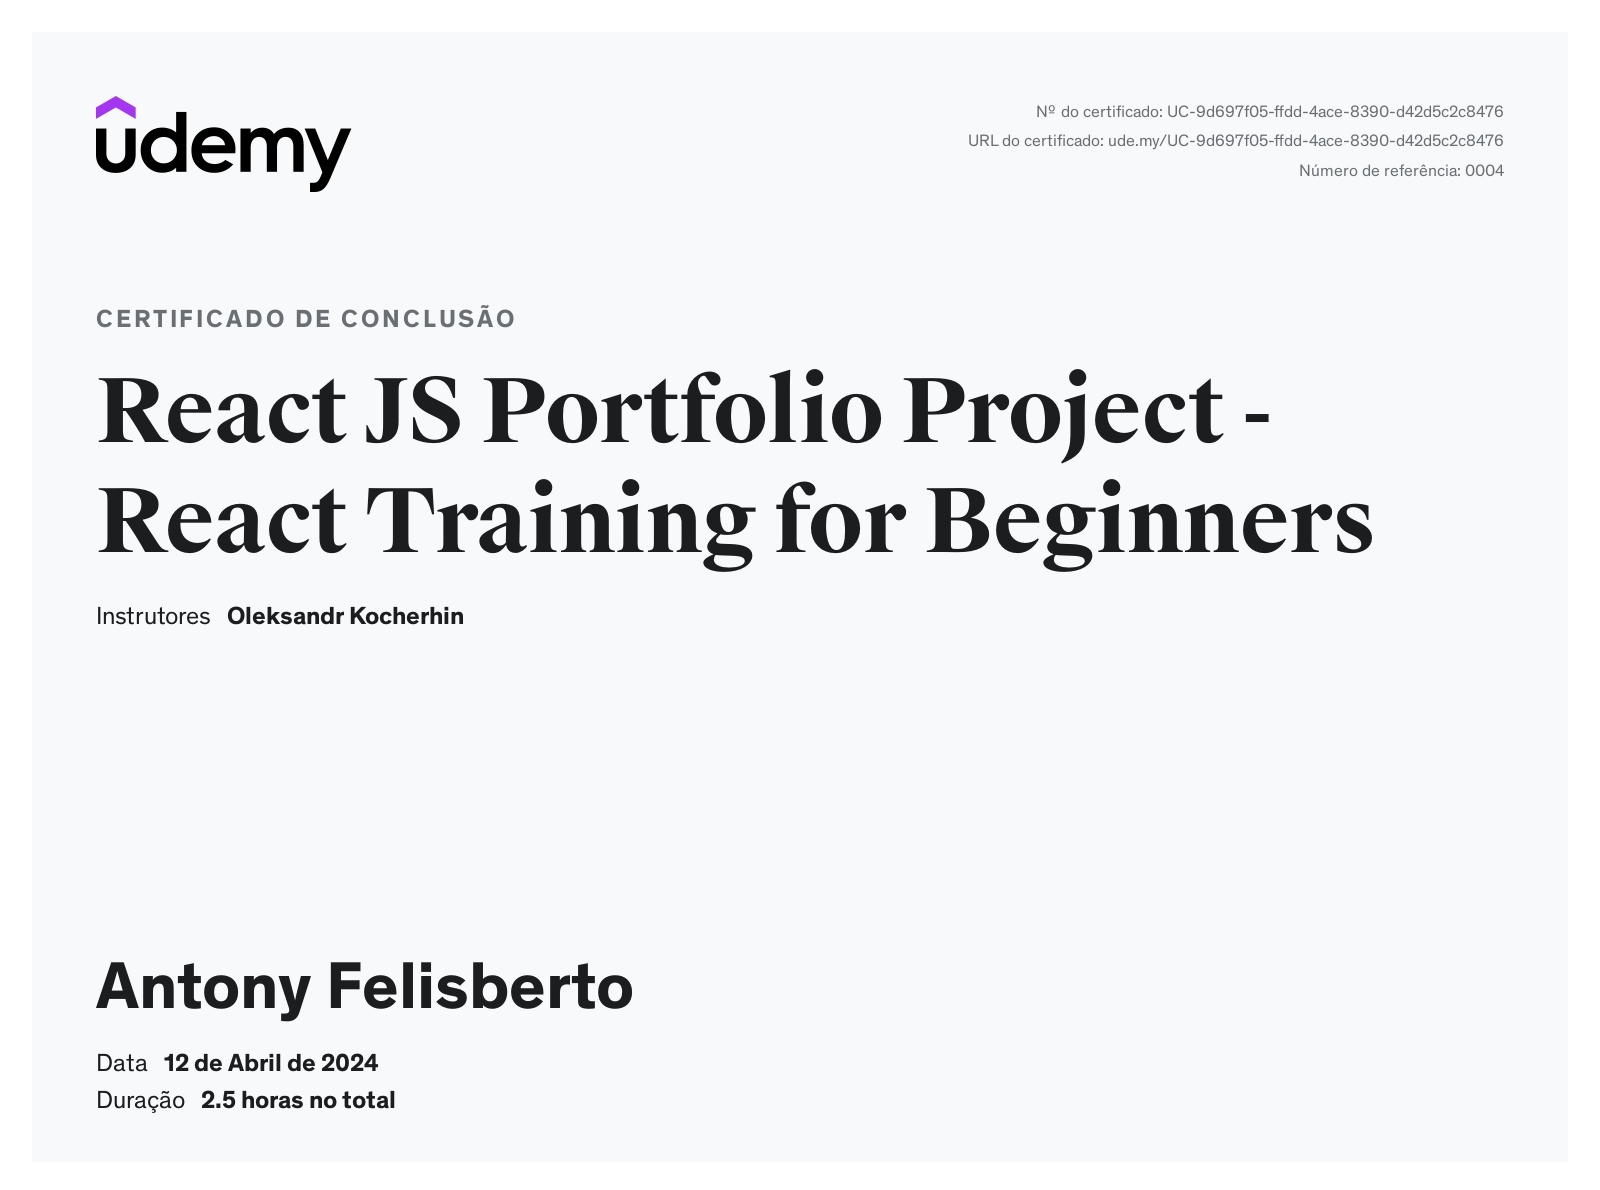 udemy
Nº do certificado: UC-9d697f05-ffdd-4ace-8390-d42d5c2c8476
URL do certificado: ude.my/UC-9d697f05-ffdd-4ace-8390-d42d5c2c8476
Número de referência: 0004
CERTIFICADO DE CONCLUSÃO
React JS Portfolio Project -
React Training for Beginners
Instrutores Oleksandr Kocherhin
Antony Felisberto
Data 12 de Abril de 2024
Duração 2.5 horas no total